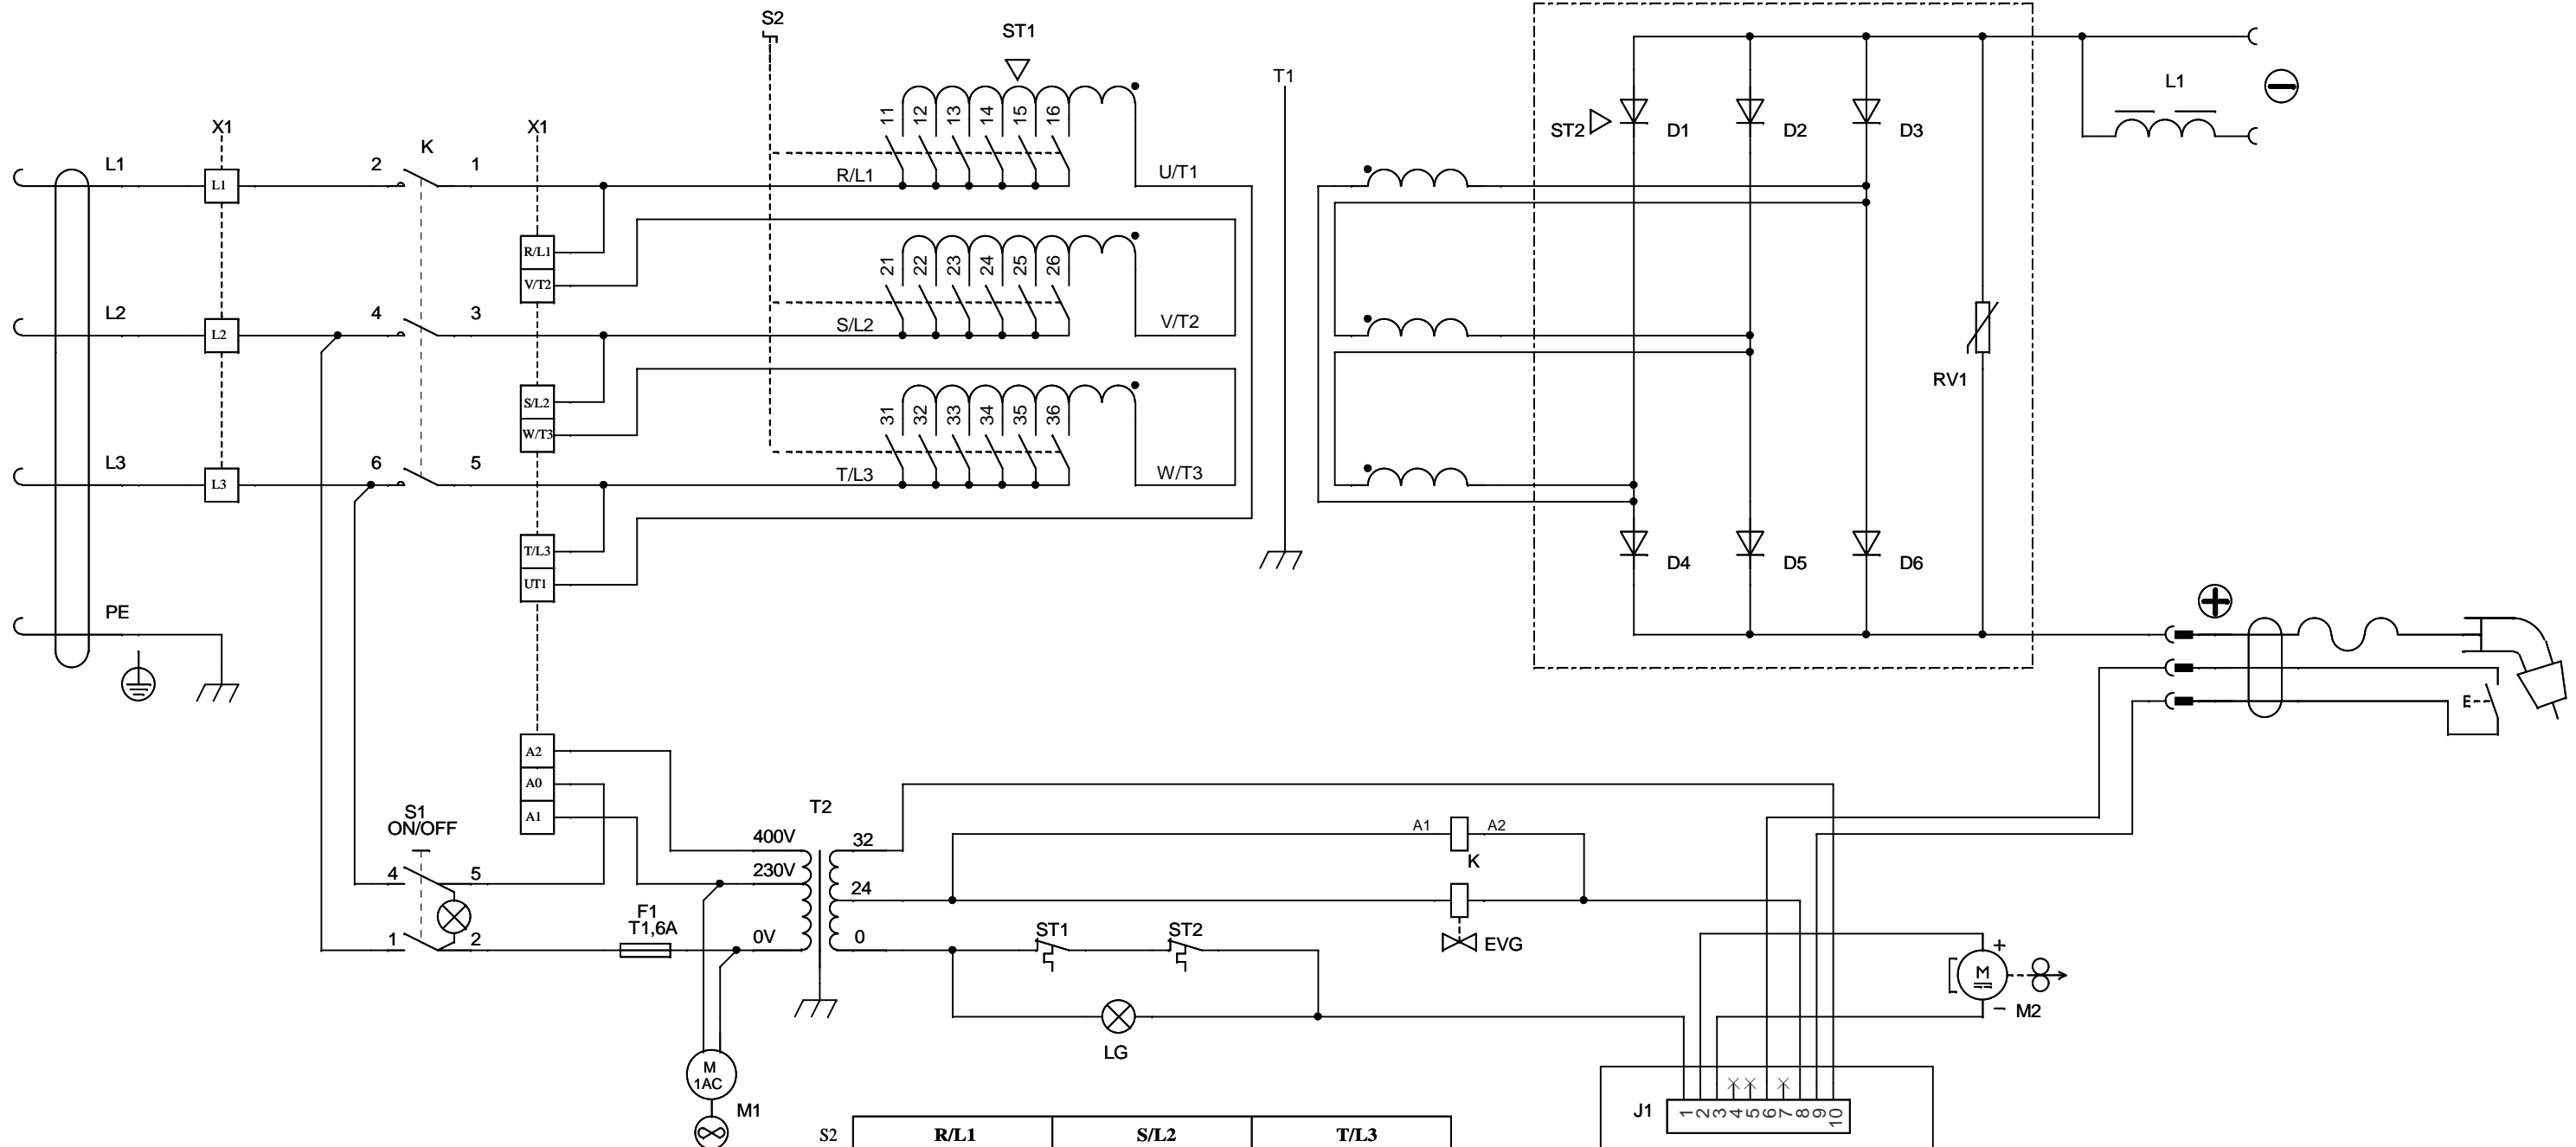 S2
ST1
T1
L1
ST2
D1
D2
D3
X1
X1
K
L1
L1
2
1
11
12
13
14
15
16
R/L1
U/T1
R/L1
V/T2
21
22
23
24
25
26
L2
L2
4
3
S/L2
V/T2
RV1
S/L2
W/T3
31
32
33
34
35
36
L3
L3
6
5
T/L3
W/T3
T/L3
UT1
D4
D5
D6
PE
E
A2
A0
A1
S1
ON/OFF
T2
400V
32
A1
A2
K
230V
24
4
5
F1
T1,6A
0V
0
1
2
ST1
ST2
EVG
+
M
−
M2
LG
M
1AC
M1
J1
1
2
3
4
5
6
7
8
9
10
S2
R/L1
S/L2
T/L3